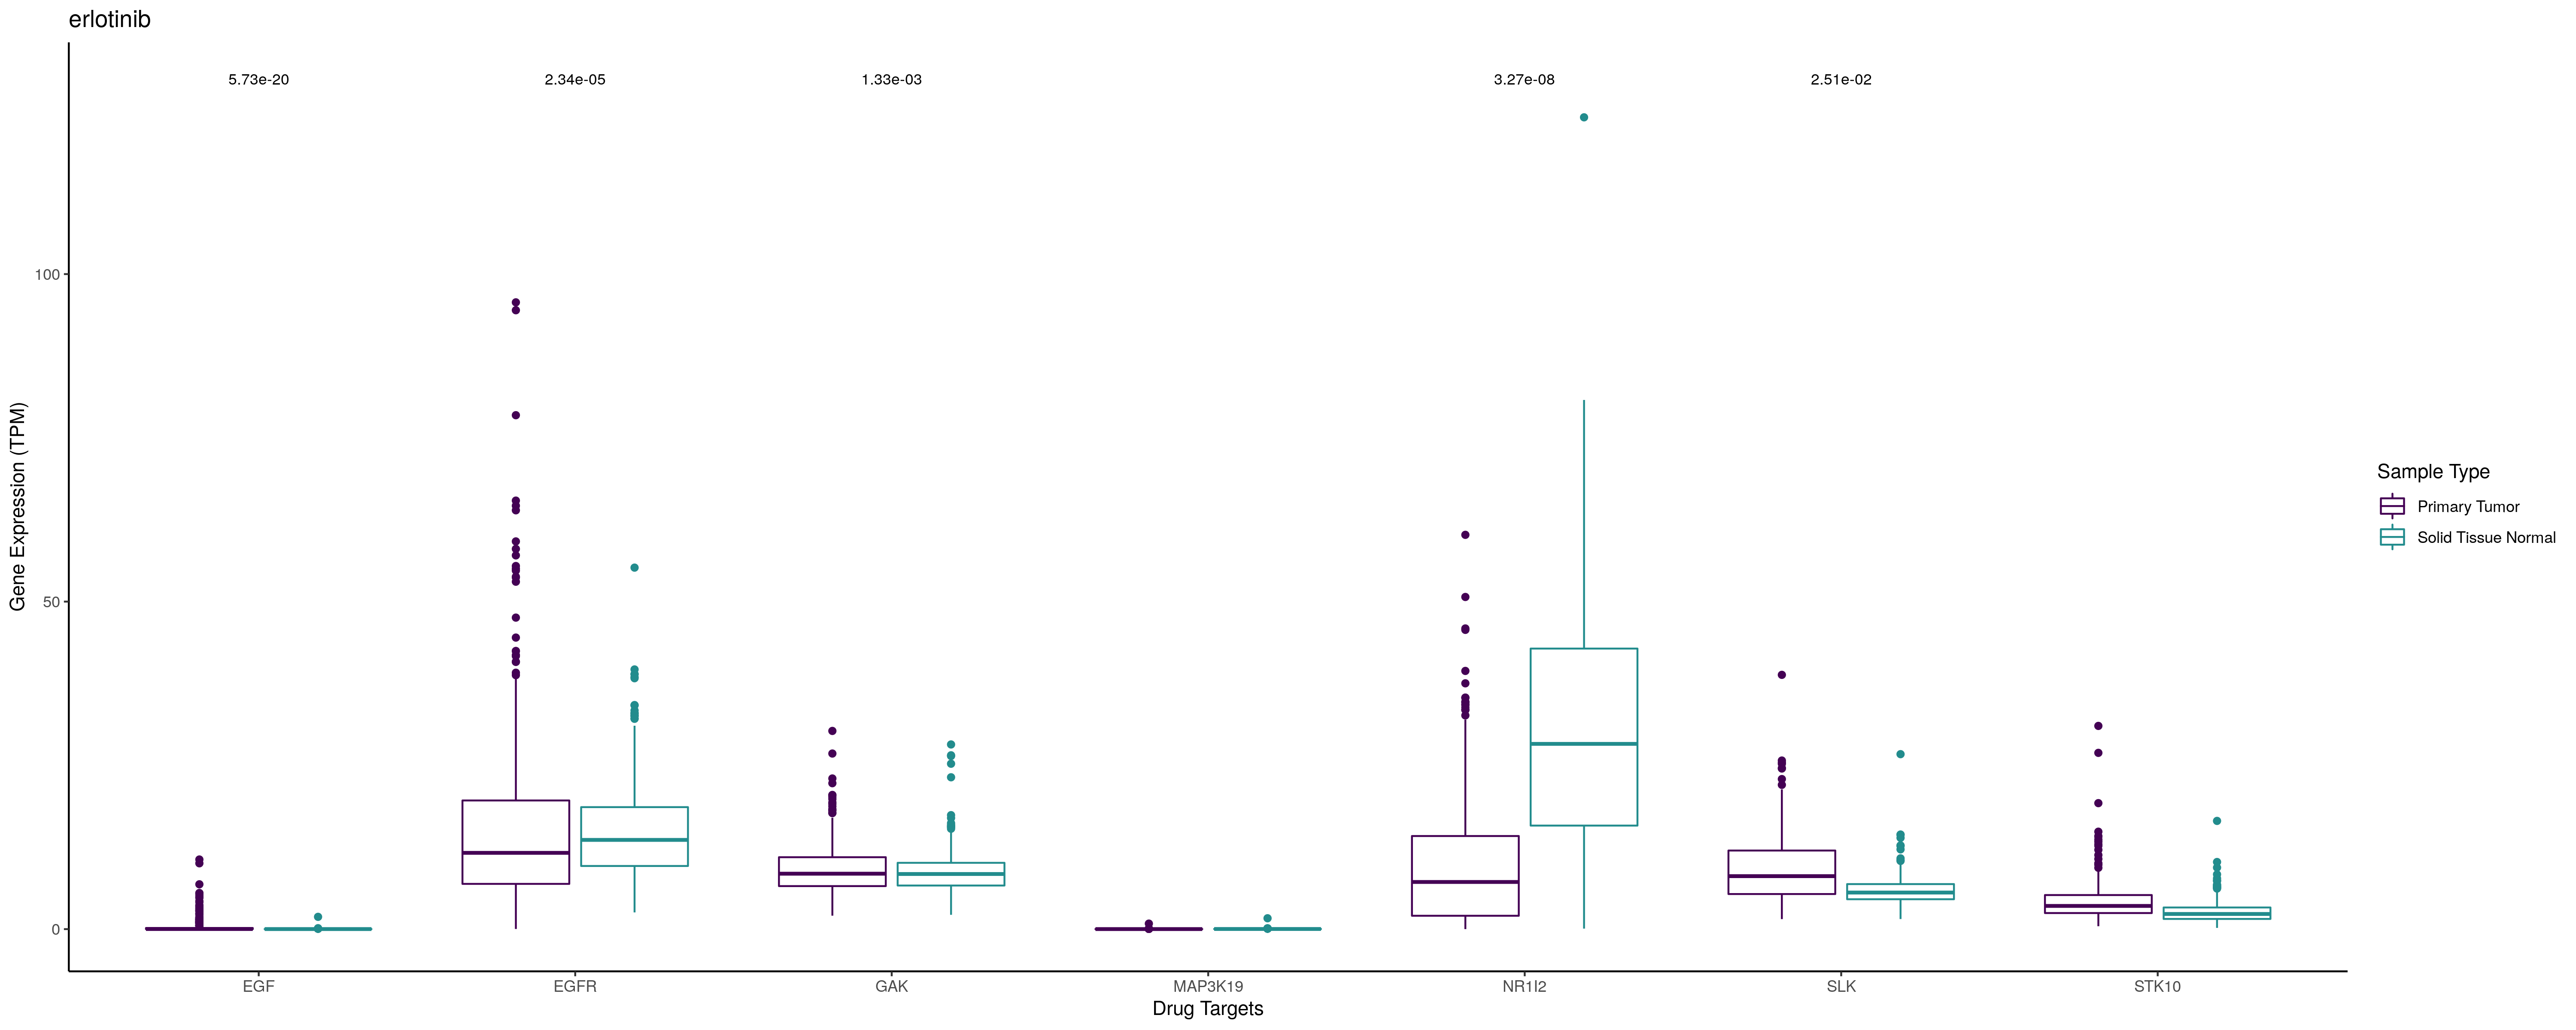 erlotinib
5.73e-20 2.34e-05 1.33e-03 3.27e-08 2.51e-02
Gene Expression (TPM)
100
50
0
EGF EGFR GAK MAP3K19 NR1I2 SLK STK10
Drug Targets
Sample Type
Primary Tumor
Solid Tissue Normal